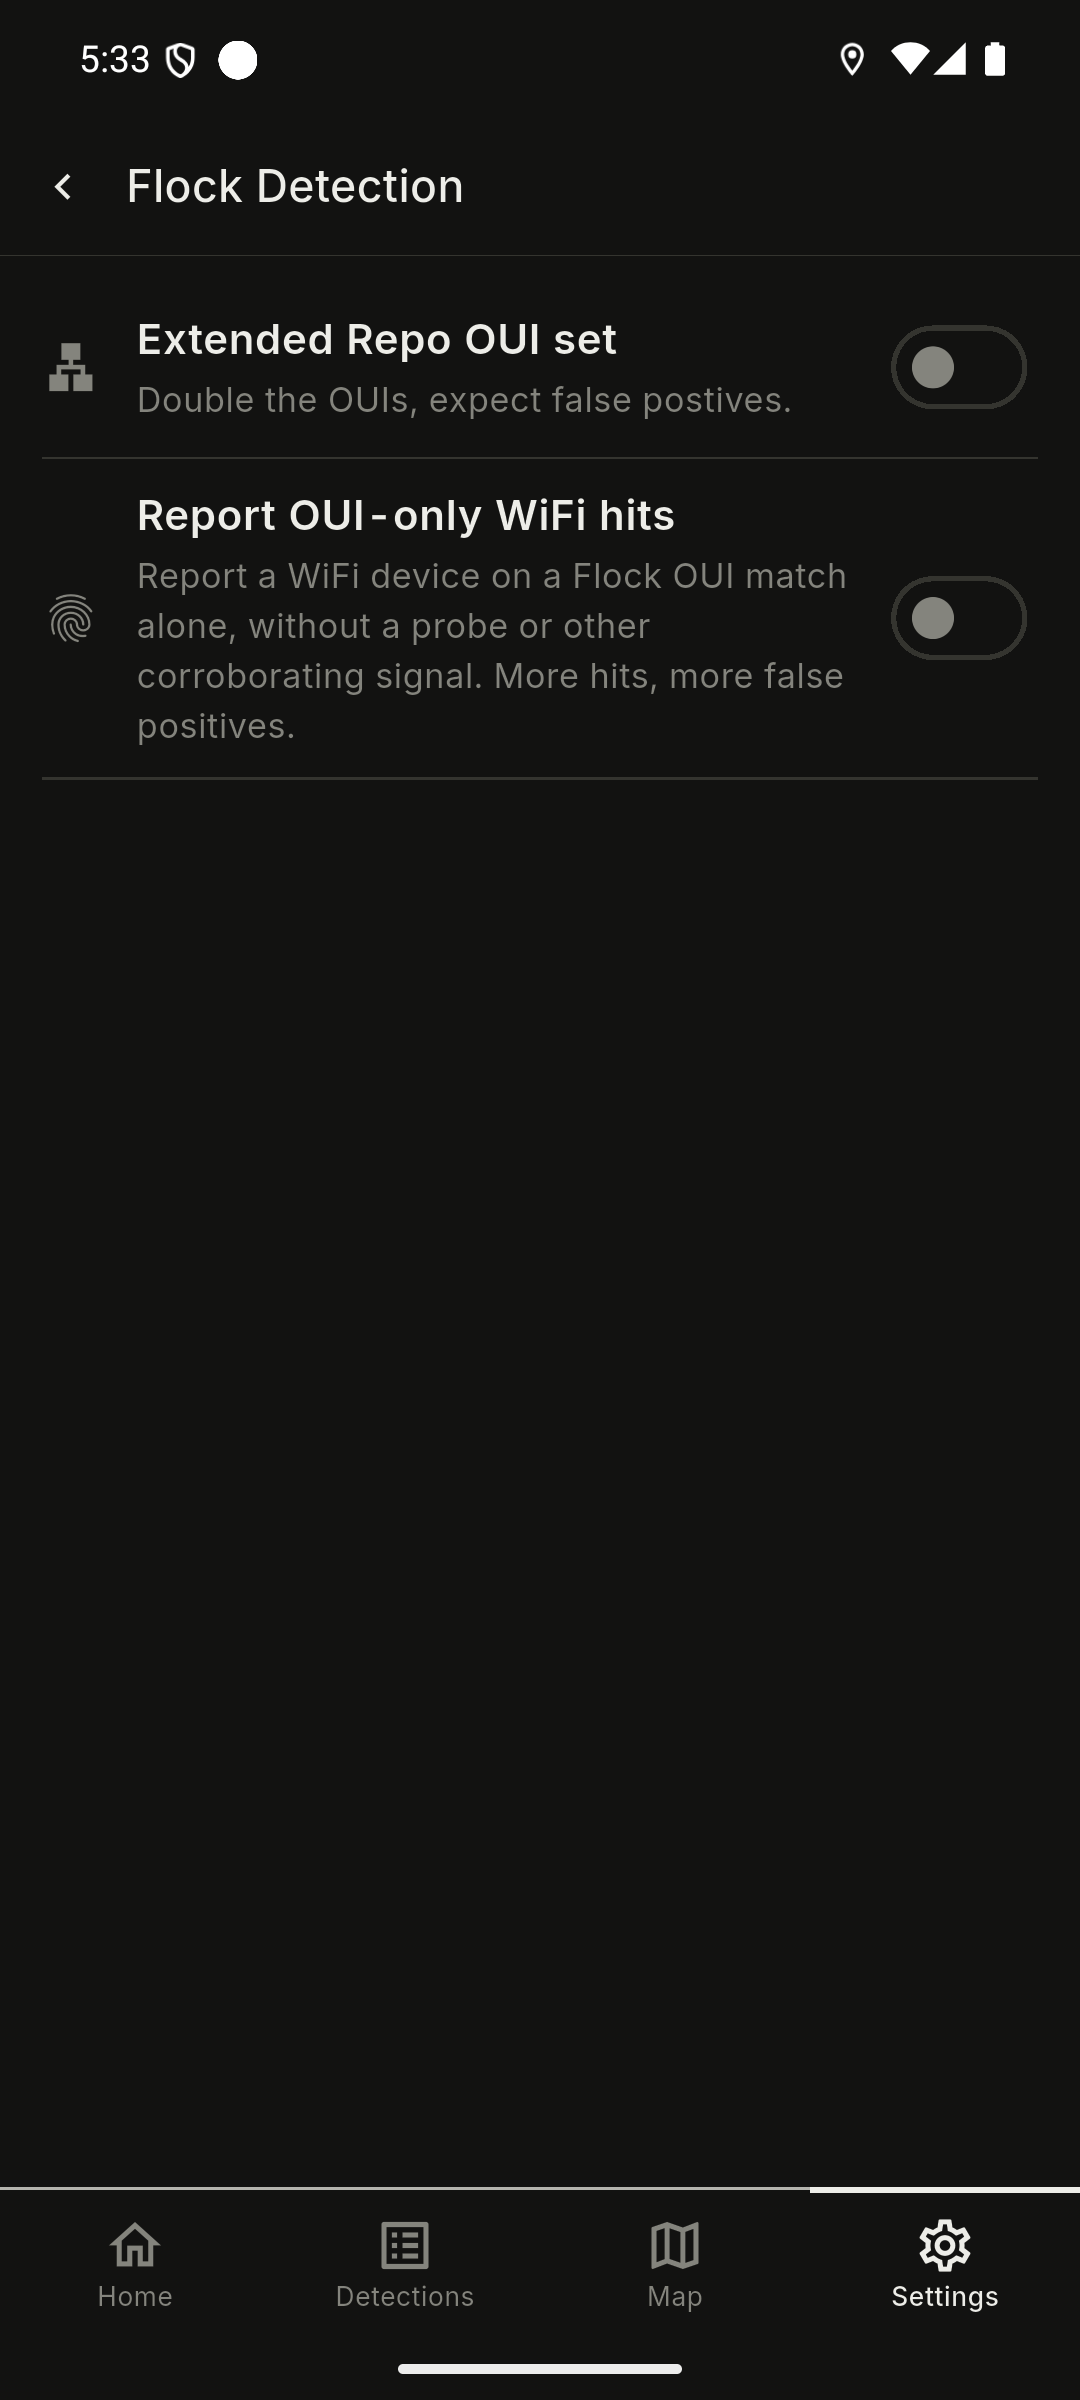 5:33
Flock Detection
Extended Repo OUI set
Double the OUIs, expect false postives.
Report OUI-only WiFi hits
Report a WiFi device on a Flock OUI match
alone, without a probe or other
corroborating signal. More hits, more false
positives.
Home
Detections
Map
Settings